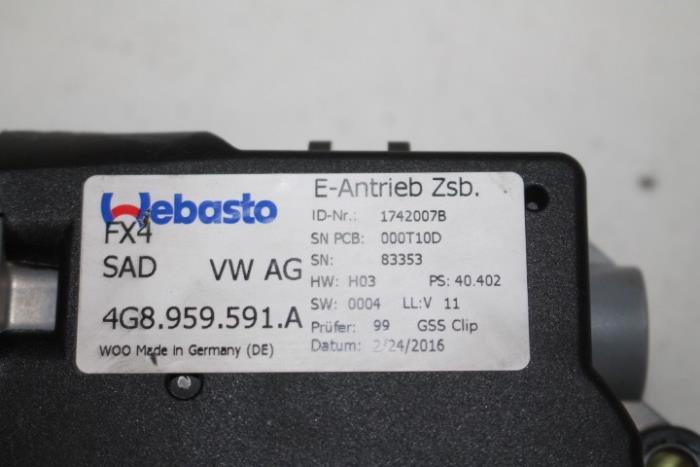 Webasto
FX4
SAD VW AG
4G8.959.591.A
WOO Made in Germany (DE)
E-Antrieb Zsb.
ID-Nr.: 1742007B
SN PCB: 000T10D
SN: 83353
HW: H03 PS: 40.402
SW: 0004 LL:V 11
Prüfer: 99 GSS Clip
Datum: 2/24/2016